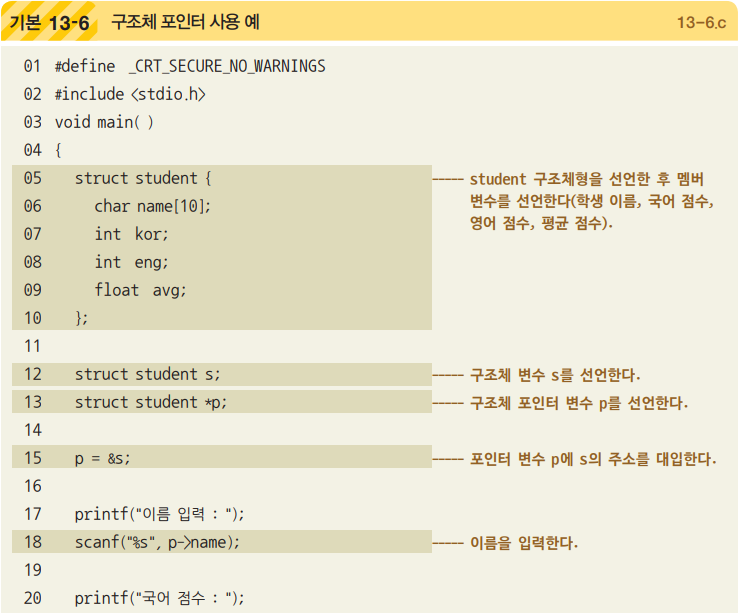 기본 13-6 구조체 포인터 사용 예 13-6.c
01 #define _CRT_SECURE_NO_WARNINGS
02 #include <stdio.h>
03 void main( )
04 {
05 struct student { ----- student 구조체형을 선언한 후 멤버
06 char name[10]; 변수를 선언한다(학생 이름, 국어 점수,
07 int kor; 영어 점수, 평균 점수).
08 int eng;
09 float avg;
10 };
11
12 struct student s; ----- 구조체 변수 s를 선언한다.
13 struct student *p; ----- 구조체 포인터 변수 p를 선언한다.
14
15 p = &s; ----- 포인터 변수 p에 s의 주소를 대입한다.
16
17 printf("이름 입력 : ");
18 scanf("%s", p->name); ----- 이름을 입력한다.
19
20 printf("국어 점수 : ");